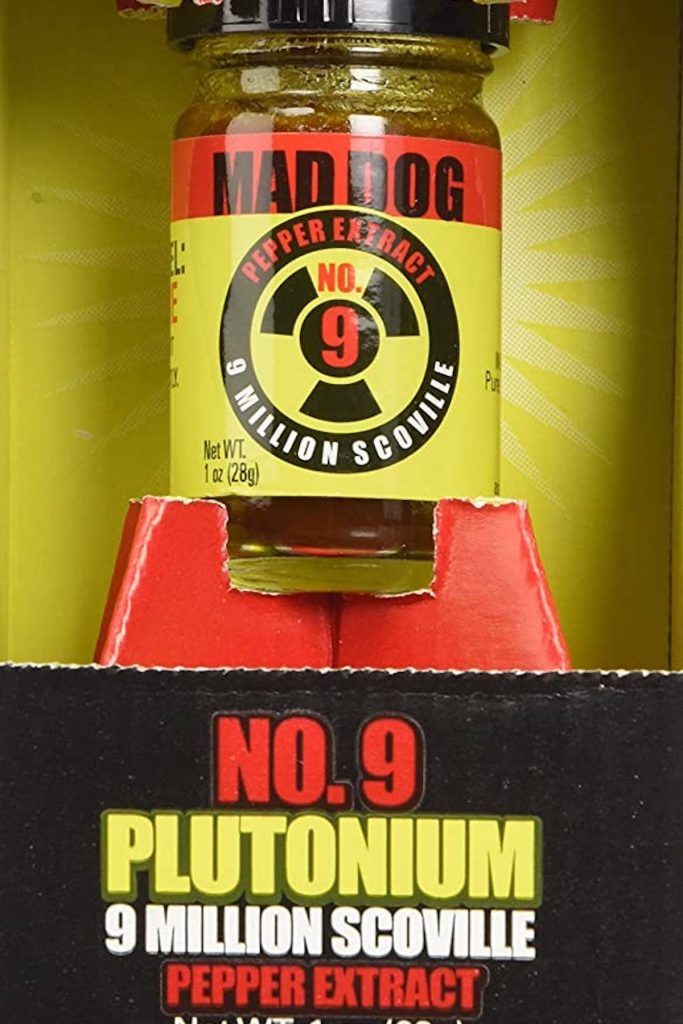 MAD DOG
PEPPER EXTRACT
NO.
9
9 MILLION SCOVILLE
Net WT.
1 oz (28g)
Pure
NO. 9
PLUTONIUM
9 MILLION SCOVILLE
PEPPER EXTRACT